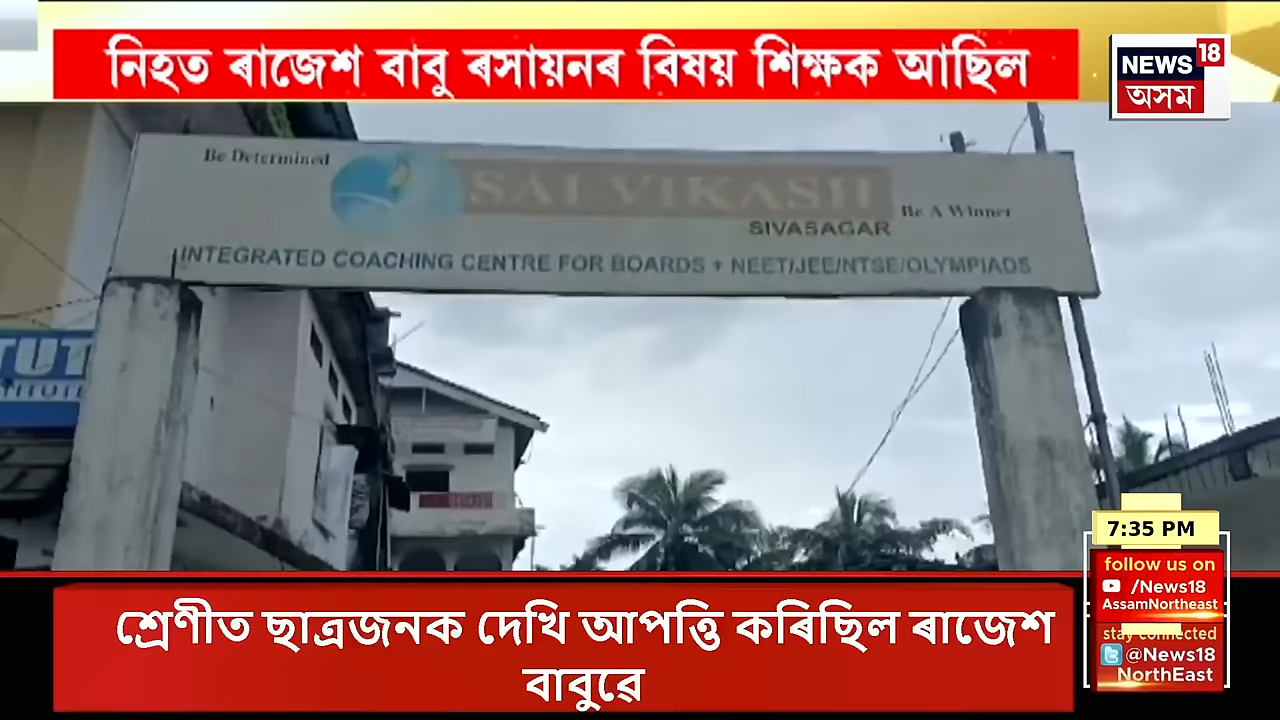 নিহত ৰাজেশ বাবু ৰসায়নৰ বিষয় শিক্ষক আছিল
NEWS 18
অসম
Be Determined
SAI VIKASH
Be A Winner
SIVASAGAR
INTEGRATED COACHING CENTRE FOR BOARDS + NEET/JEE/NTSE/OLYMPIADS
7:35 PM
follow us on
/News18
AssamNortheast
stay connected
@News18
NorthEast
শ্ৰেণীত ছাত্ৰজনক দেখি আপত্তি কৰিছিল ৰাজেশ
বাবুৱে